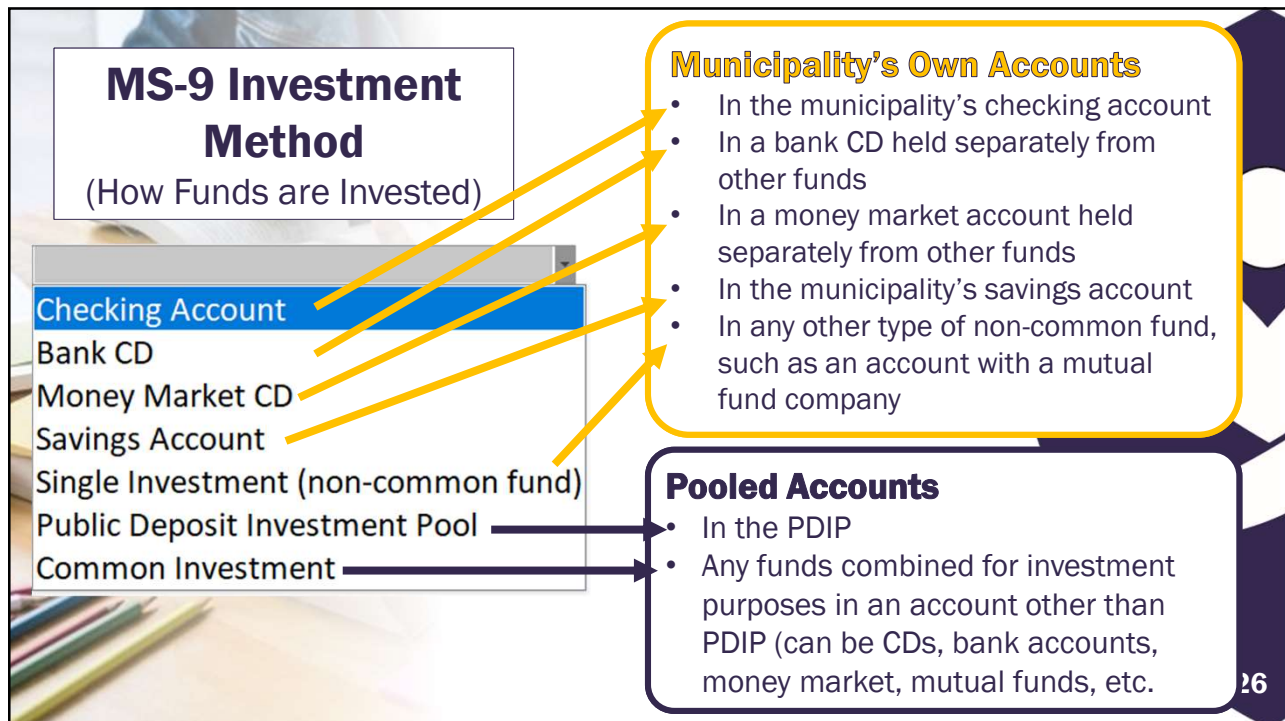 MS-9 Investment
Method
(How Funds are Invested)
Checking Account
Bank CD
Money Market CD
Savings Account
Single Investment (non-common fund)
Public Deposit Investment Pool
Common Investment
Municipality's Own Accounts
• In the municipality's checking account
• In a bank CD held separately from
other funds
• In a money market account held
separately from other funds
• In the municipality's savings account
• In any other type of non-common fund,
such as an account with a mutual
fund company
Pooled Accounts
• In the PDIP
• Any funds combined for investment
purposes in an account other than
PDIP (can be CDs, bank accounts,
money market, mutual funds, etc.
26